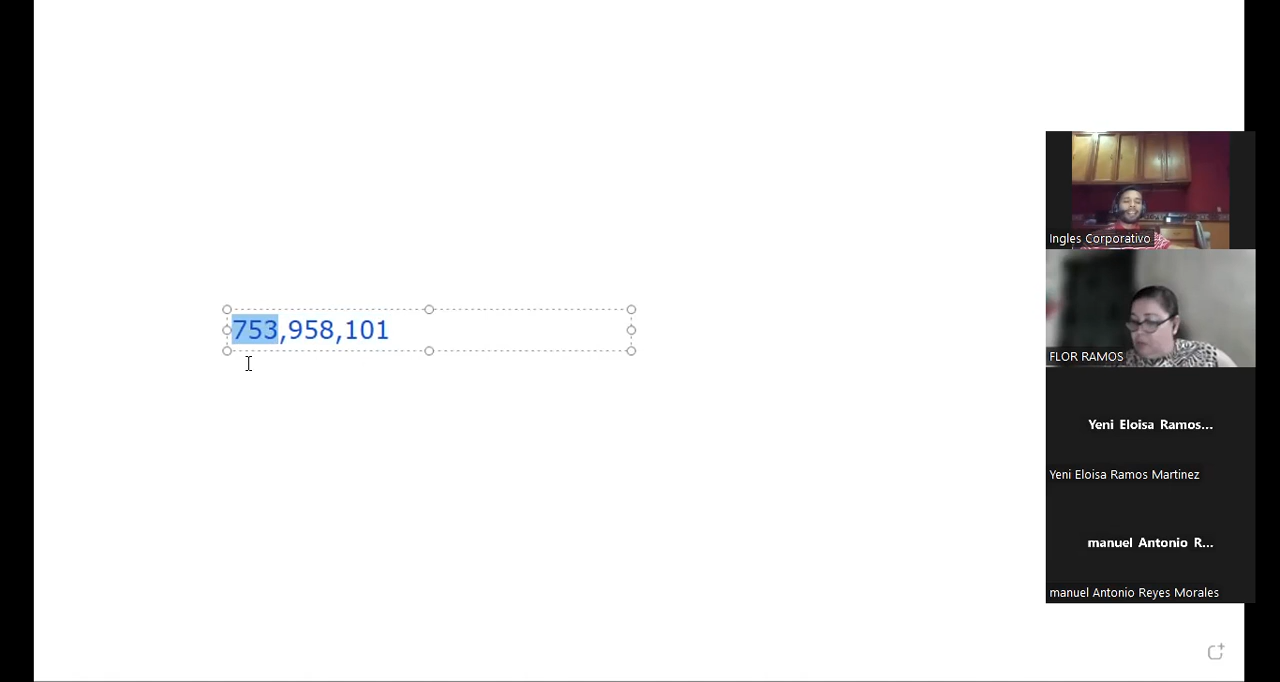 753,958,101
Ingles Corporativo
FLOR RAMOS
Yeni Eloisa Ramos...
Yeni Eloisa Ramos Martinez
manuel Antonio R...
manuel Antonio Reyes Morales